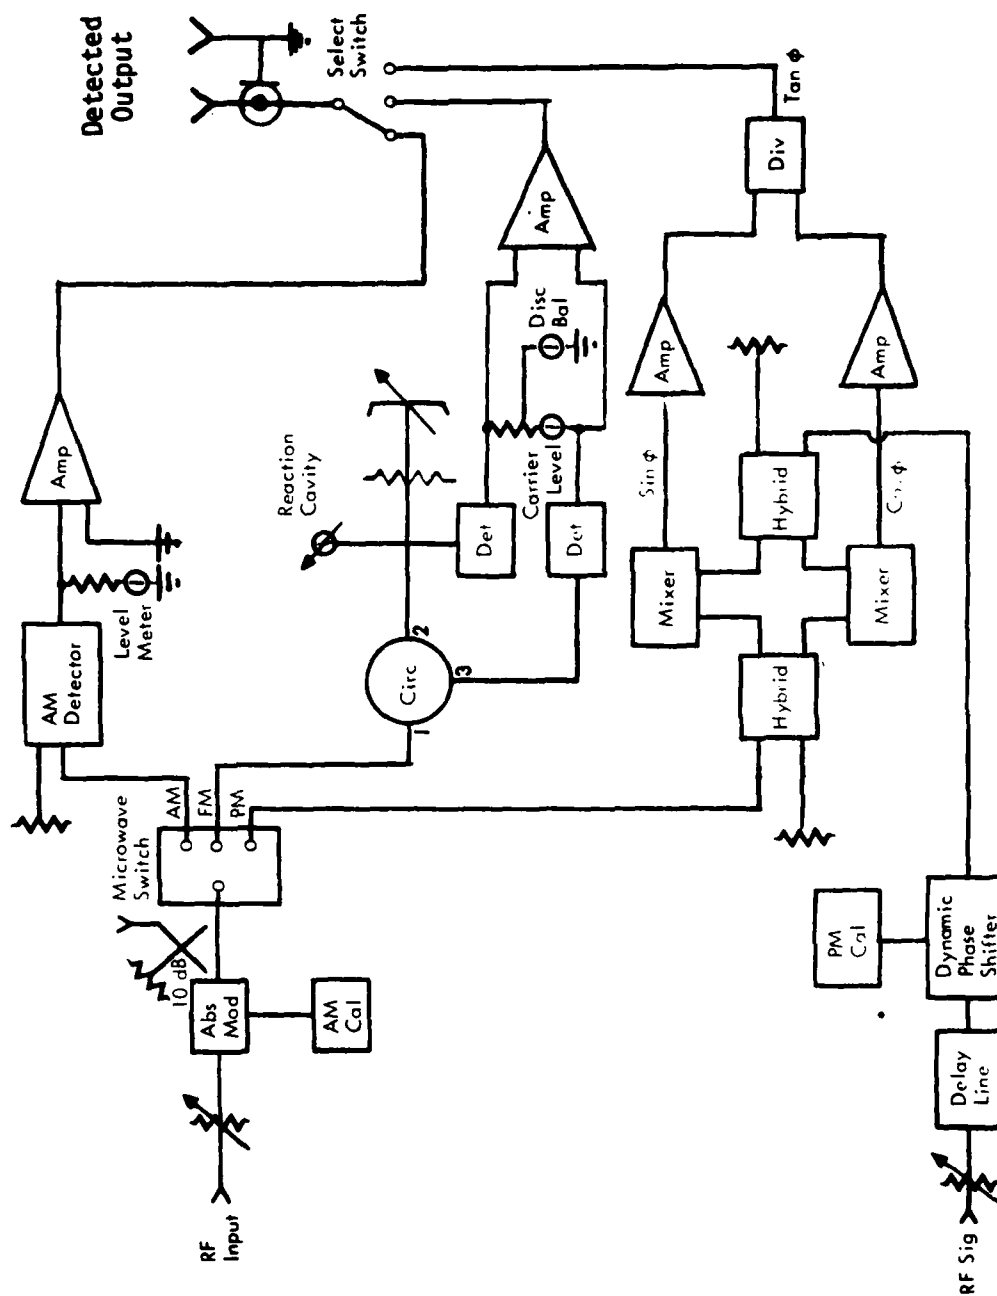 Detected
Output
Select
Switch
Amp
Level
Meter
AM
Detector
Microwave
Switch
AM
FM
PM
10 dB
Abs
Mod
AM
Cal
RF
Input
Reaction
Cavity
Circ
1
2
3
Det
Det
Carrier
Level
Disc
Bal
Amp
Tan φ
Div
Amp
Amp
Sin φ
Mixer
Mixer
Hybrid
Hybrid
PM
Cal
Dynamic
Phase
Shifter
Delay
Line
RF Sig